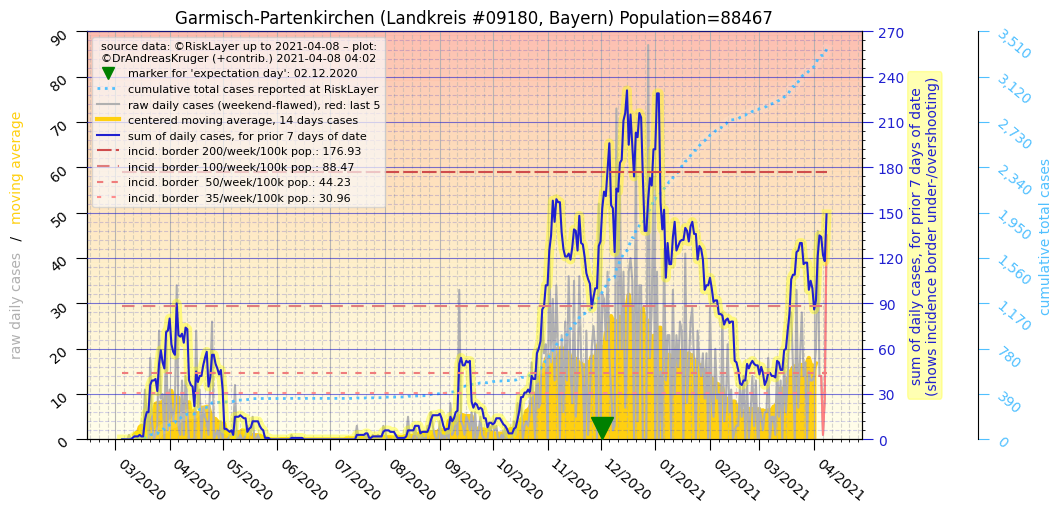 Garmisch-Partenkirchen (Landkreis #09180, Bayern) Population=88467
source data: ©RiskLayer up to 2021-04-08 – plot:
©DrAndreasKruger (+contrib.) 2021-04-08 04:02
marker for 'expectation day': 02.12.2020
cumulative total cases reported at RiskLayer
raw daily cases (weekend-flawed), red: last 5
centered moving average, 14 days cases
sum of daily cases, for prior 7 days of date
incid. border 200/week/100k pop.: 176.93
incid. border 100/week/100k pop.: 88.47
incid. border  50/week/100k pop.: 44.23
incid. border  35/week/100k pop.: 30.96
raw daily cases  /  moving average
90
80
70
60
50
40
30
20
10
0
03/2020
04/2020
05/2020
06/2020
07/2020
08/2020
09/2020
10/2020
11/2020
12/2020
01/2021
02/2021
03/2021
04/2021
270
240
210
180
150
120
90
60
30
0
sum of daily cases, for prior 7 days of date
(shows incidence border under-/overshooting)
3,510
3,120
2,730
2,340
1,950
1,560
1,170
780
390
0
cumulative total cases